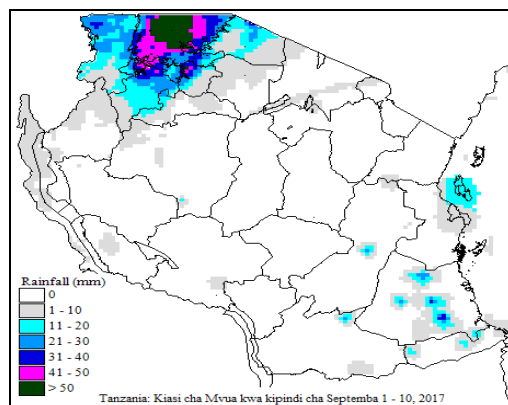 Rainfall (mm)
0
1 - 10
11 - 20
21 - 30
31 - 40
41 - 50
> 50
Tanzania: Kiasi cha Mvua kwa kipindi cha Septemba 1 - 10, 2017